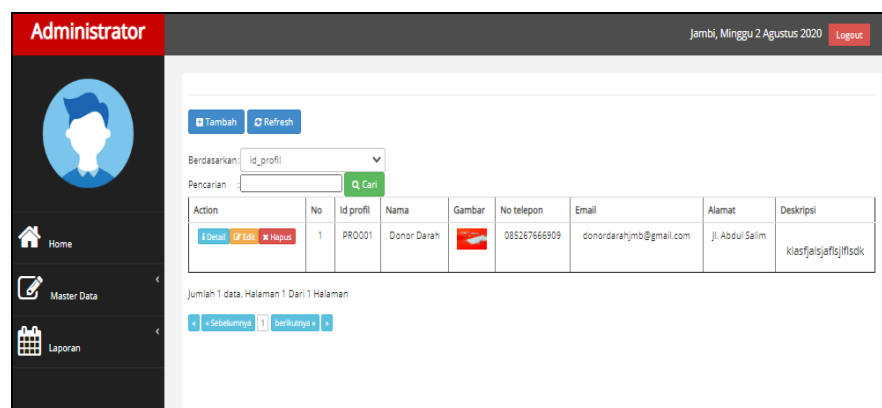 Administrator
Jambi, Minggu 2 Agustus 2020 Logout
Tambah Refresh
Berdasarkan: id_profil
Pencarian : Cari
Action No Id profil Nama Gambar No telepon Email Alamat Deskripsi
Detail Edit Hapus 1 PRO001 Donor Darah 085267666909 donordarahjmb@gmail.com Jl. Abdul Salim
klasfjalsjaflsjlflsdk
Home
Master Data ‹
Jumlah 1 data, Halaman 1 Dari 1 Halaman
« « Sebelumnya 1 berikutnya » »
Laporan ‹